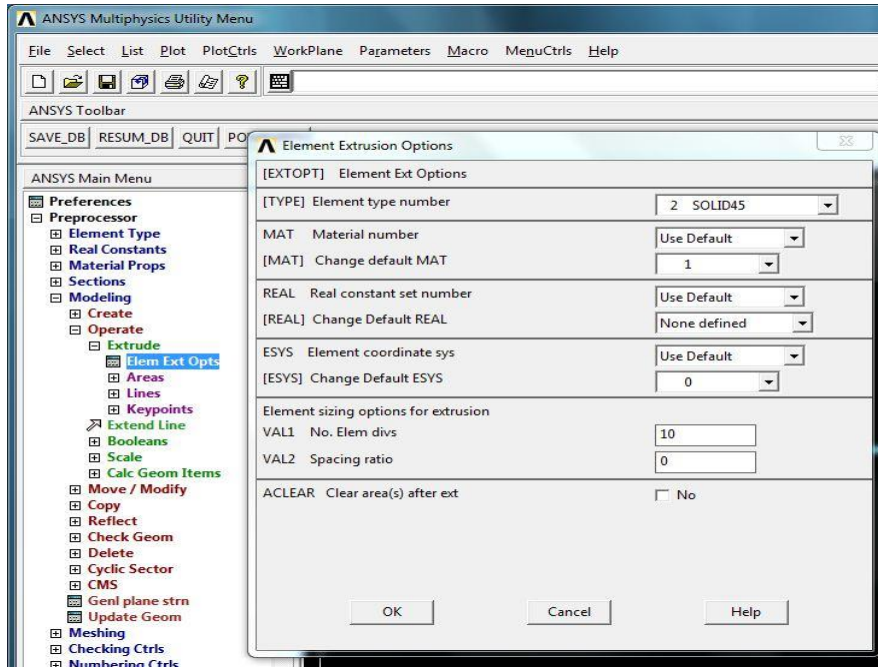 ANSYS Multiphysics Utility Menu
File Select List Plot PlotCtrls WorkPlane Parameters Macro MenuCtrls Help
ANSYS Toolbar
SAVE_DB RESUM_DB QUIT
ANSYS Main Menu
Preferences
Preprocessor
Element Type
Real Constants
Material Props
Sections
Modeling
Create
Operate
Extrude
Elem Ext Opts
Areas
Lines
Keypoints
Extend Line
Booleans
Scale
Calc Geom Items
Move / Modify
Copy
Reflect
Check Geom
Delete
Cyclic Sector
CMS
Genl plane strn
Update Geom
Meshing
Checking Ctrls
Numbering Ctrls
Element Extrusion Options
[EXTOPT] Element Ext Options
[TYPE] Element type number 2 SOLID45
MAT Material number Use Default
[MAT] Change default MAT 1
REAL Real constant set number Use Default
[REAL] Change Default REAL None defined
ESYS Element coordinate sys Use Default
[ESYS] Change Default ESYS 0
Element sizing options for extrusion
VAL1 No. Elem divs 10
VAL2 Spacing ratio 0
ACLEAR Clear area(s) after ext No
OK Cancel Help